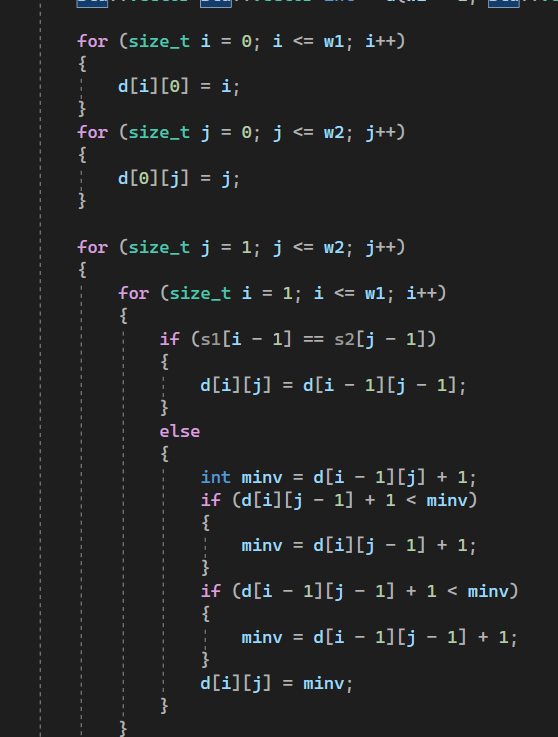 for (size_t i = 0; i <= w1; i++)
{
d[i][0] = i;
}
for (size_t j = 0; j <= w2; j++)
{
d[0][j] = j;
}
for (size_t j = 1; j <= w2; j++)
{
for (size_t i = 1; i <= w1; i++)
{
if (s1[i - 1] == s2[j - 1])
{
d[i][j] = d[i - 1][j - 1];
}
else
{
int minv = d[i - 1][j] + 1;
if (d[i][j - 1] + 1 < minv)
{
minv = d[i][j - 1] + 1;
}
if (d[i - 1][j - 1] + 1 < minv)
{
minv = d[i - 1][j - 1] + 1;
}
d[i][j] = minv;
}
}